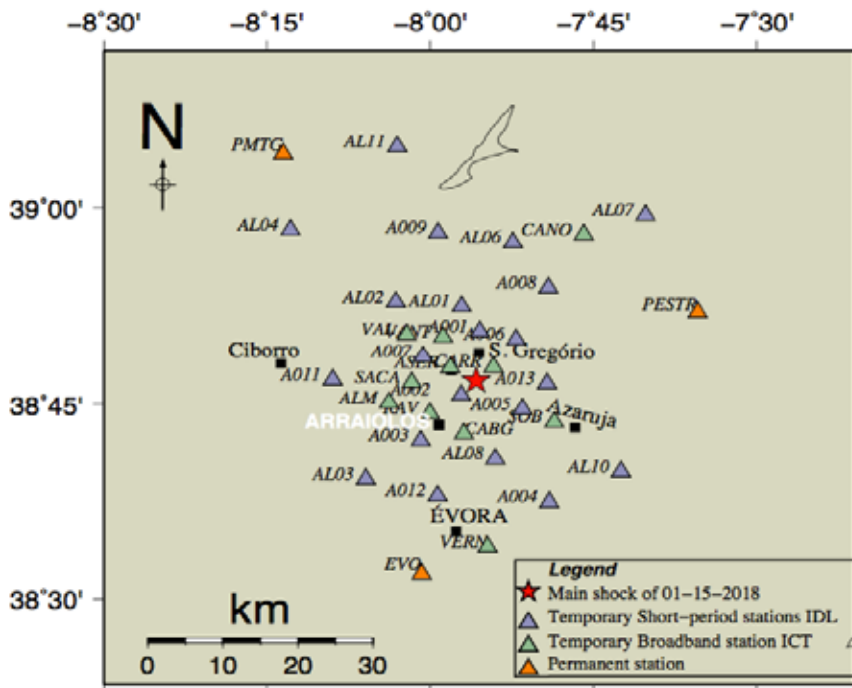 −8°30' −8°15' −8°00' −7°45' −7°30'
N
PMTG
AL11
39°00'
AL04
A009
AL06
CANO
AL07
A008
AL02
AL01
PESTR
A001
Ciborro
A007
S. Gregório
A011
SACA
A002
A013
38°45'
ALM
A005
Azaruja
ARRAIOLOS
A003
CABG
AL08
AL10
AL03
A012
A004
ÉVORA
VERN
EVO
38°30'
km
0 10 20 30
Legend
Main shock of 01−15−2018
Temporary Short−period stations IDL
Temporary Broadband station ICT
Permanent station